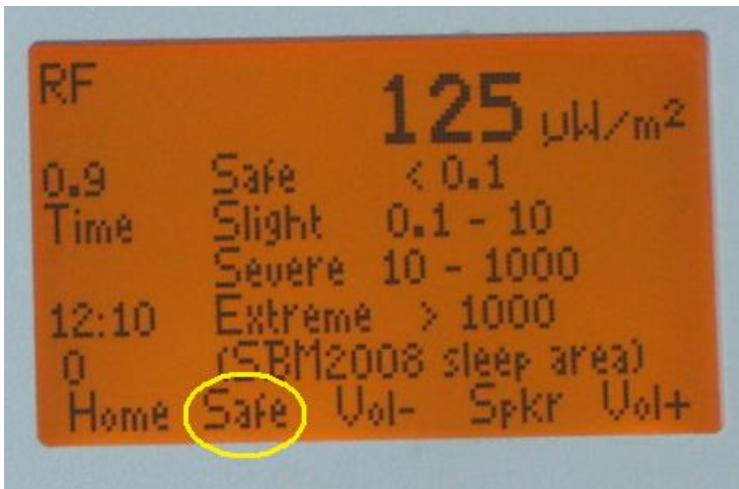 RF
125 µW/m²
0.9 Safe < 0.1
Time Slight 0.1 - 10
Severe 10 - 1000
12:10 Extreme > 1000
0 (SBM2008 sleep area)
Home Safe Vol- Spkr Vol+